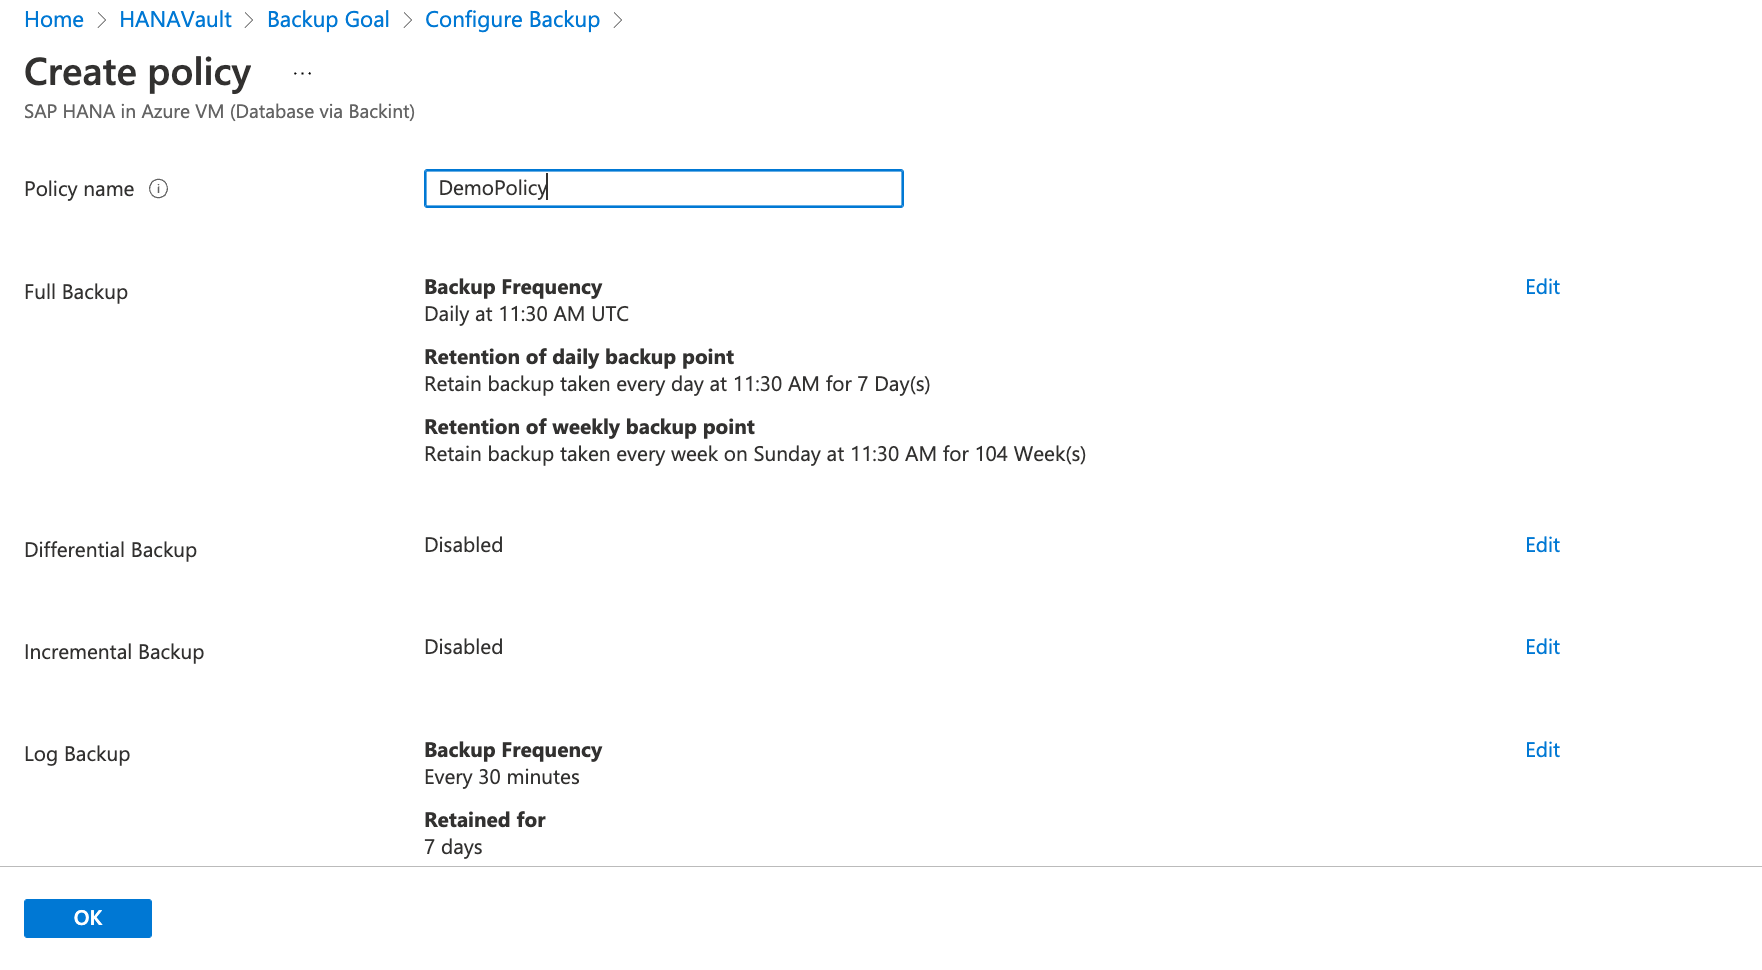 Home > HANAVault > Backup Goal > Configure Backup >
Create policy ...
SAP HANA in Azure VM (Database via Backint)
Policy name
DemoPolicy
Full Backup
Backup Frequency
Edit
Daily at 11:30 AM UTC
Retention of daily backup point
Retain backup taken every day at 11:30 AM for 7 Day(s)
Retention of weekly backup point
Retain backup taken every week on Sunday at 11:30 AM for 104 Week(s)
Differential Backup
Disabled
Edit
Incremental Backup
Disabled
Edit
Log Backup
Backup Frequency
Edit
Every 30 minutes
Retained for
7 days
OK